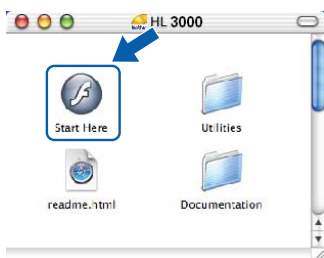 HL 3000
Start Here
Utilities
readme.html
Documentation